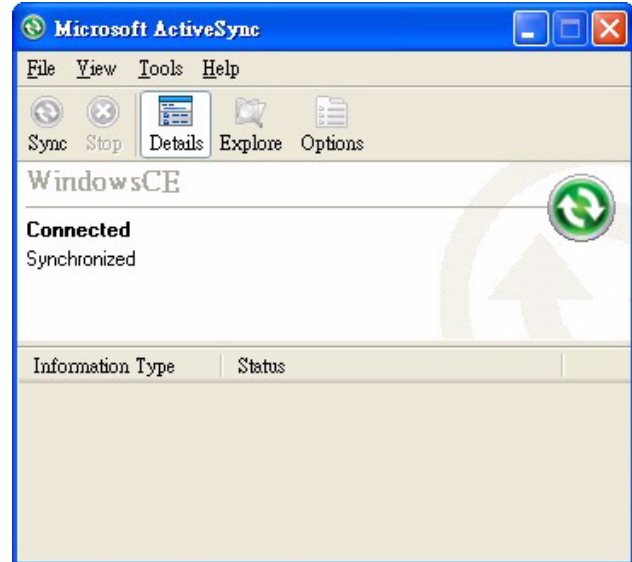 Microsoft ActiveSync
File View Tools Help
Sync Stop Details Explore Options
WindowsCE
Connected
Synchronized
Information Type Status